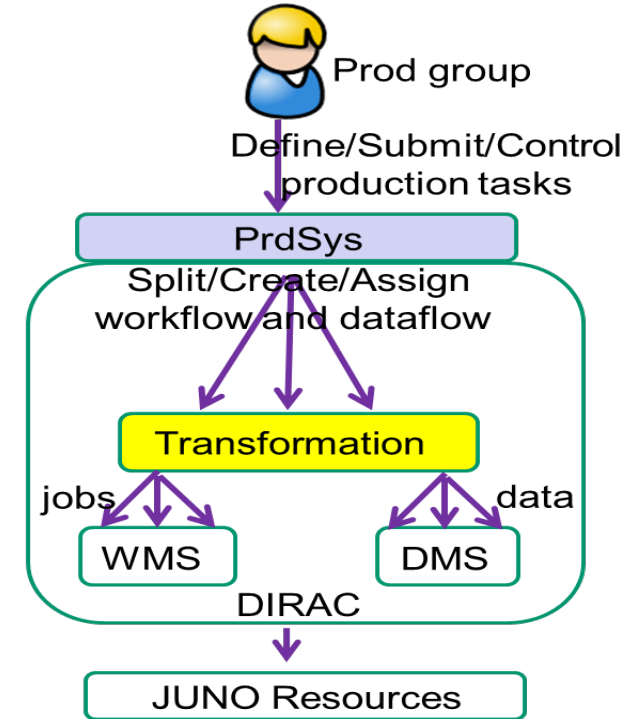 Prod group
Define/Submit/Control
production tasks
PrdSys
Split/Create/Assign
workflow and dataflow
Transformation
jobs
data
WMS
DMS
DIRAC
JUNO Resources